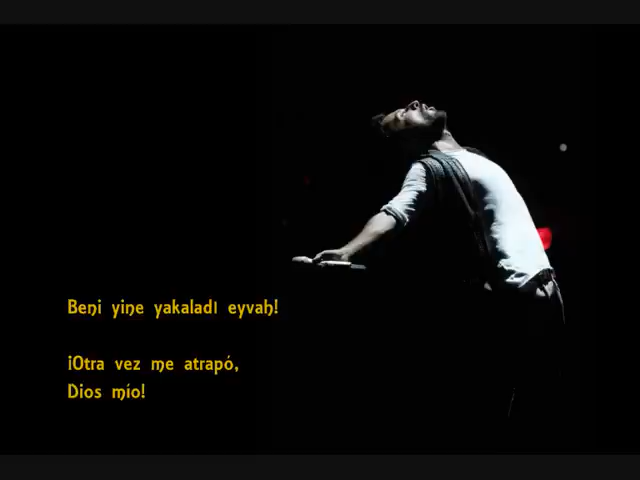 Beni yine yakaladı eyvah!
¡Otra vez me atrapó,
Dios mío!